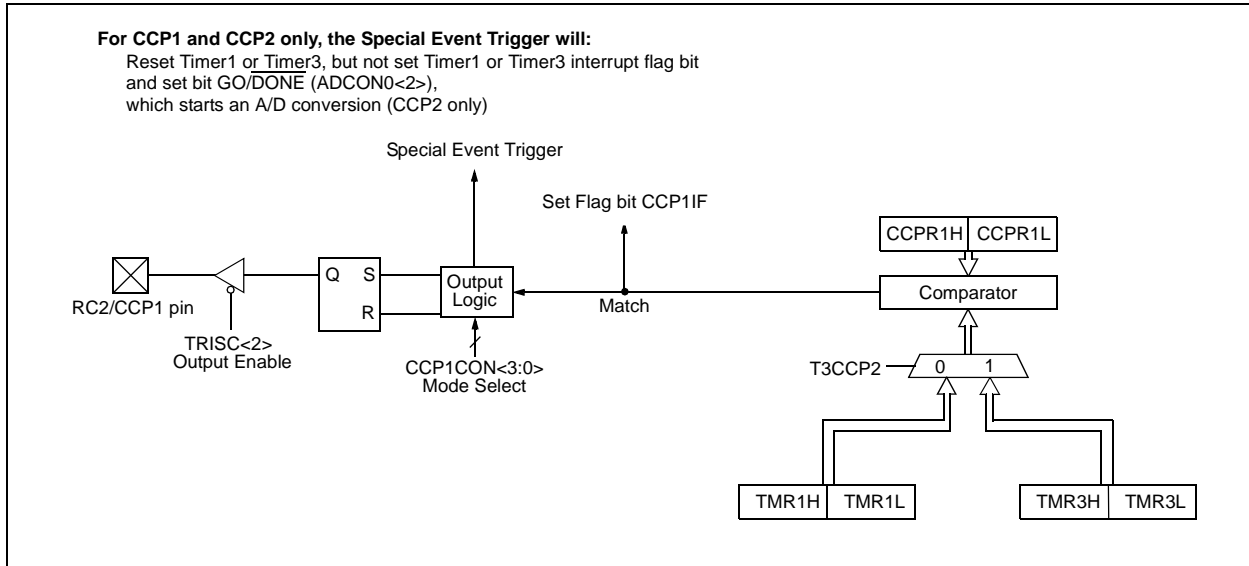 For CCP1 and CCP2 only, the Special Event Trigger will:
Reset Timer1 or Timer3, but not set Timer1 or Timer3 interrupt flag bit
and set bit GO/DONE (ADCON0<2>),
which starts an A/D conversion (CCP2 only)
Special Event Trigger
Set Flag bit CCP1IF
CCPR1H CCPR1L
Q S
R
Output
Logic
Comparator
RC2/CCP1 pin
Match
TRISC<2>
Output Enable
CCP1CON<3:0>
Mode Select
T3CCP2 0 1
TMR1H TMR1L
TMR3H TMR3L